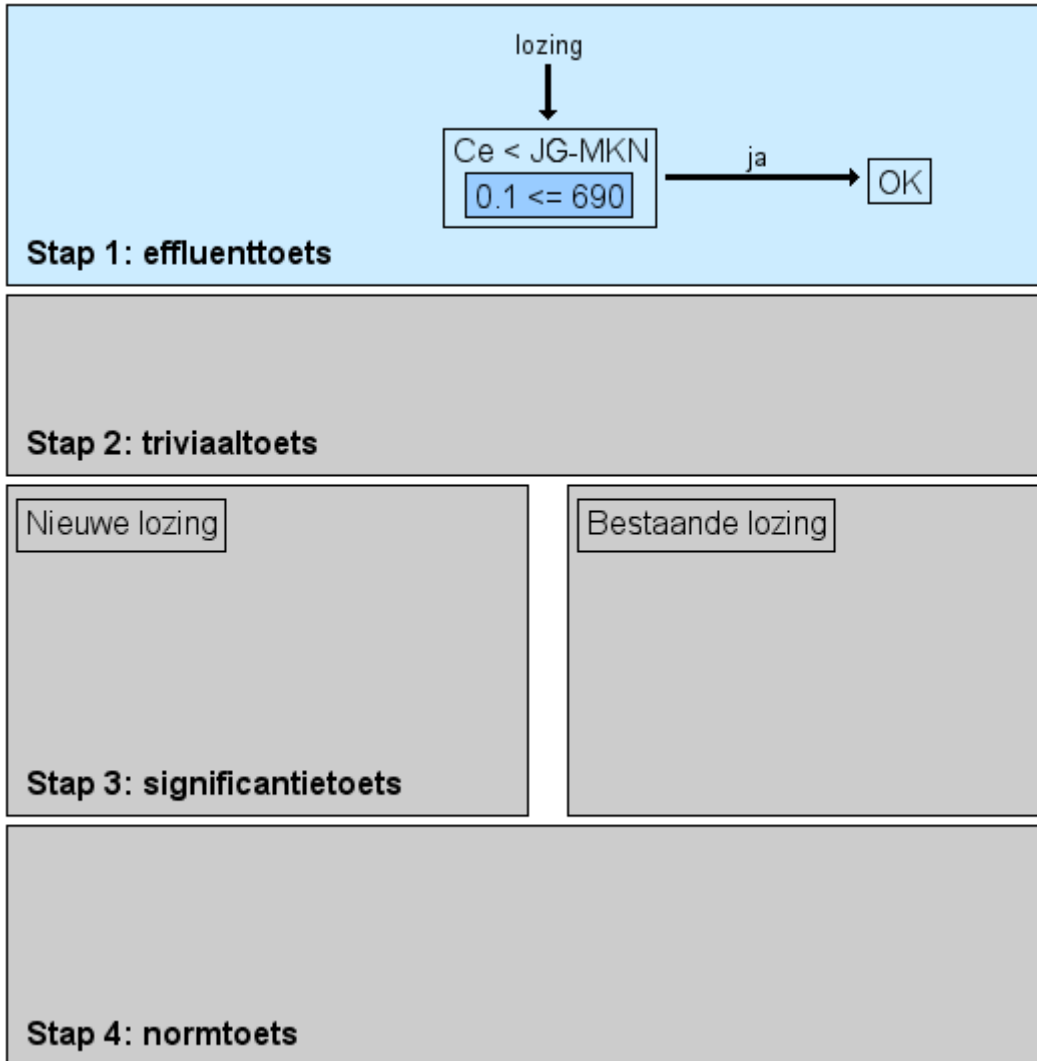 lozing
Ce < JG-MKN
0.1 <= 690
ja
OK
Stap 1: effluenttoets
Stap 2: triviaaltoets
Nieuwe lozing
Bestaande lozing
Stap 3: significantietoets
Stap 4: normtoets